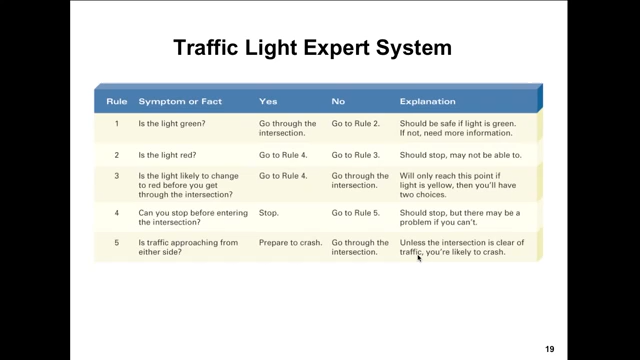 Traffic Light Expert System
Rule Symptom or Fact Yes No Explanation
1 Is the light green? Go through the Go to Rule 2. Should be safe if light is green.
intersection. If not, need more information.
2 Is the light red? Go to Rule 4. Go to Rule 3. Should stop, may not be able to.
3 Is the light likely to change Go to Rule 4. Go through the Will only reach this point if
to red before you get intersection. light is yellow, then you'll have
through the intersection? two choices.
4 Can you stop before entering Stop. Go to Rule 5. Should stop, but there may be a
the intersection? problem if you can't.
5 Is traffic approaching from Prepare to crash. Go through the Unless the intersection is clear of
either side? intersection. traffic, you're likely to crash.
19